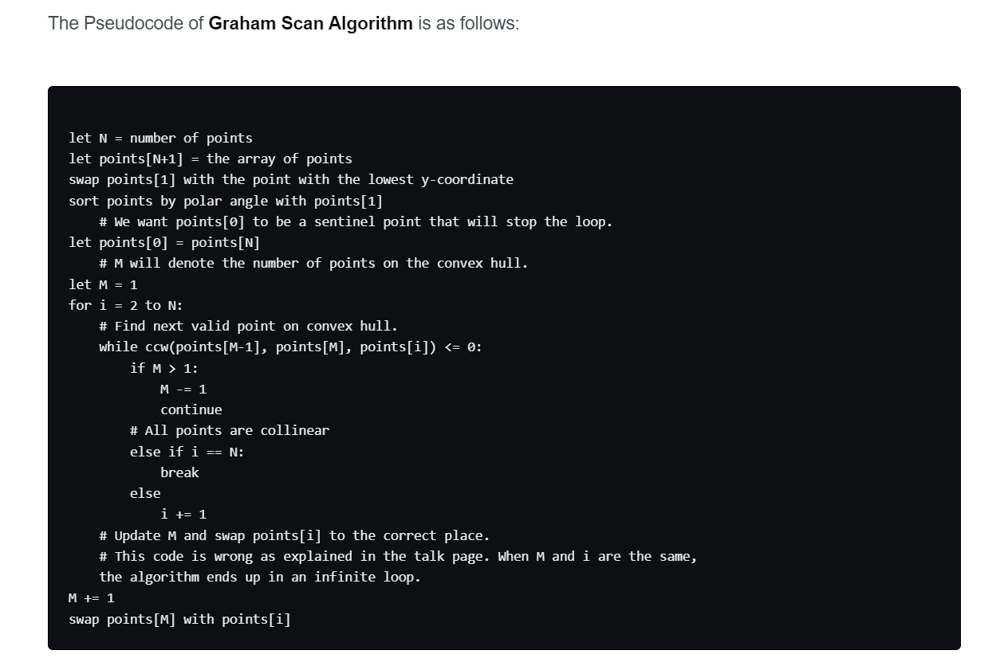 The Pseudocode of Graham Scan Algorithm is as follows:
let N = number of points
let points[N+1] = the array of points
swap points[1] with the point with the lowest y-coordinate
sort points by polar angle with points[1]
    # We want points[0] to be a sentinel point that will stop the loop.
let points[0] = points[N]
    # M will denote the number of points on the convex hull.
let M = 1
for i = 2 to N:
    # Find next valid point on convex hull.
    while ccw(points[M-1], points[M], points[i]) <= 0:
        if M > 1:
            M -= 1
            continue
        # All points are collinear
        else if i == N:
            break
        else
            i += 1
    # Update M and swap points[i] to the correct place.
    # This code is wrong as explained in the talk page. When M and i are the same,
    the algorithm ends up in an infinite loop.
M += 1
swap points[M] with points[i]